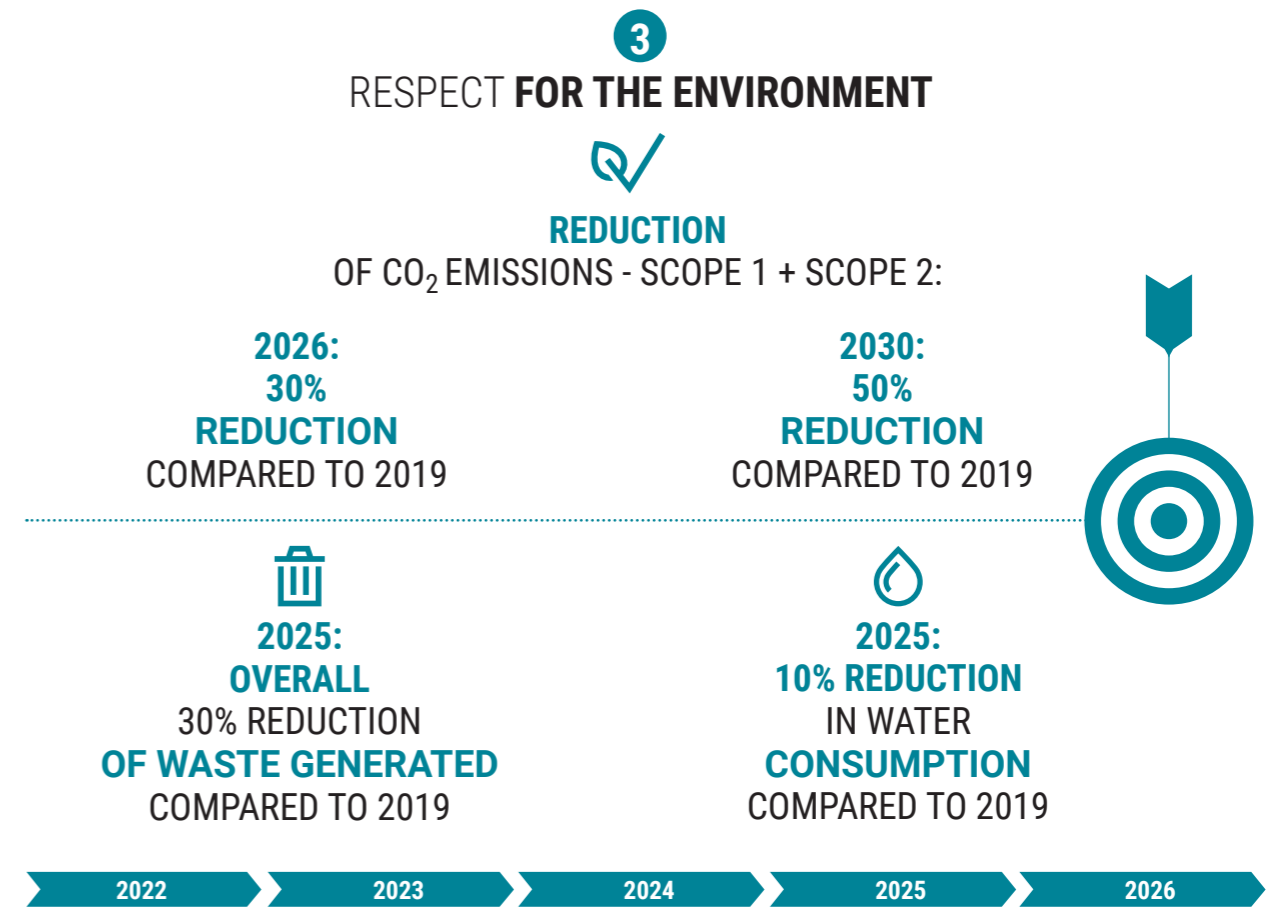 3
RESPECT FOR THE ENVIRONMENT
REDUCTION
OF CO₂ EMISSIONS - SCOPE 1 + SCOPE 2:
2026:
30%
REDUCTION
COMPARED TO 2019
2030:
50%
REDUCTION
COMPARED TO 2019
2025:
OVERALL
30% REDUCTION
OF WASTE GENERATED
COMPARED TO 2019
2025:
10% REDUCTION
IN WATER
CONSUMPTION
COMPARED TO 2019
2022
2023
2024
2025
2026